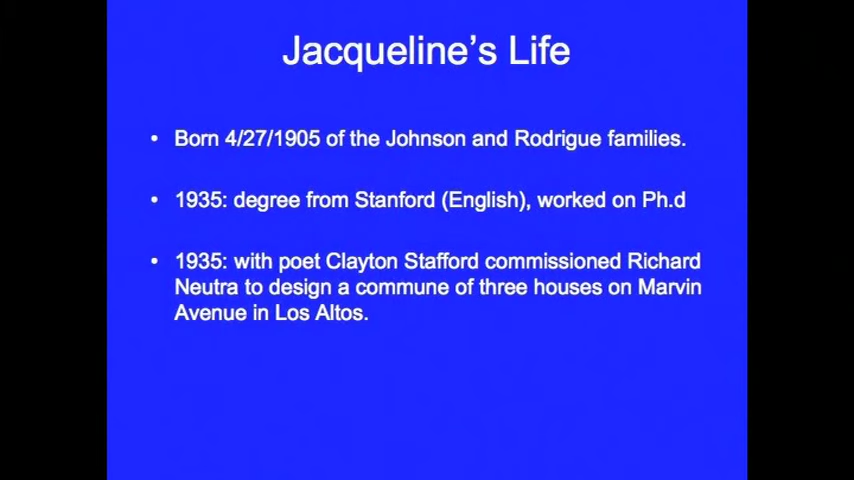 Jacqueline’s Life
• Born 4/27/1905 of the Johnson and Rodrigue families.
• 1935: degree from Stanford (English), worked on Ph.d
• 1935: with poet Clayton Stafford commissioned Richard
Neutra to design a commune of three houses on Marvin
Avenue in Los Altos.